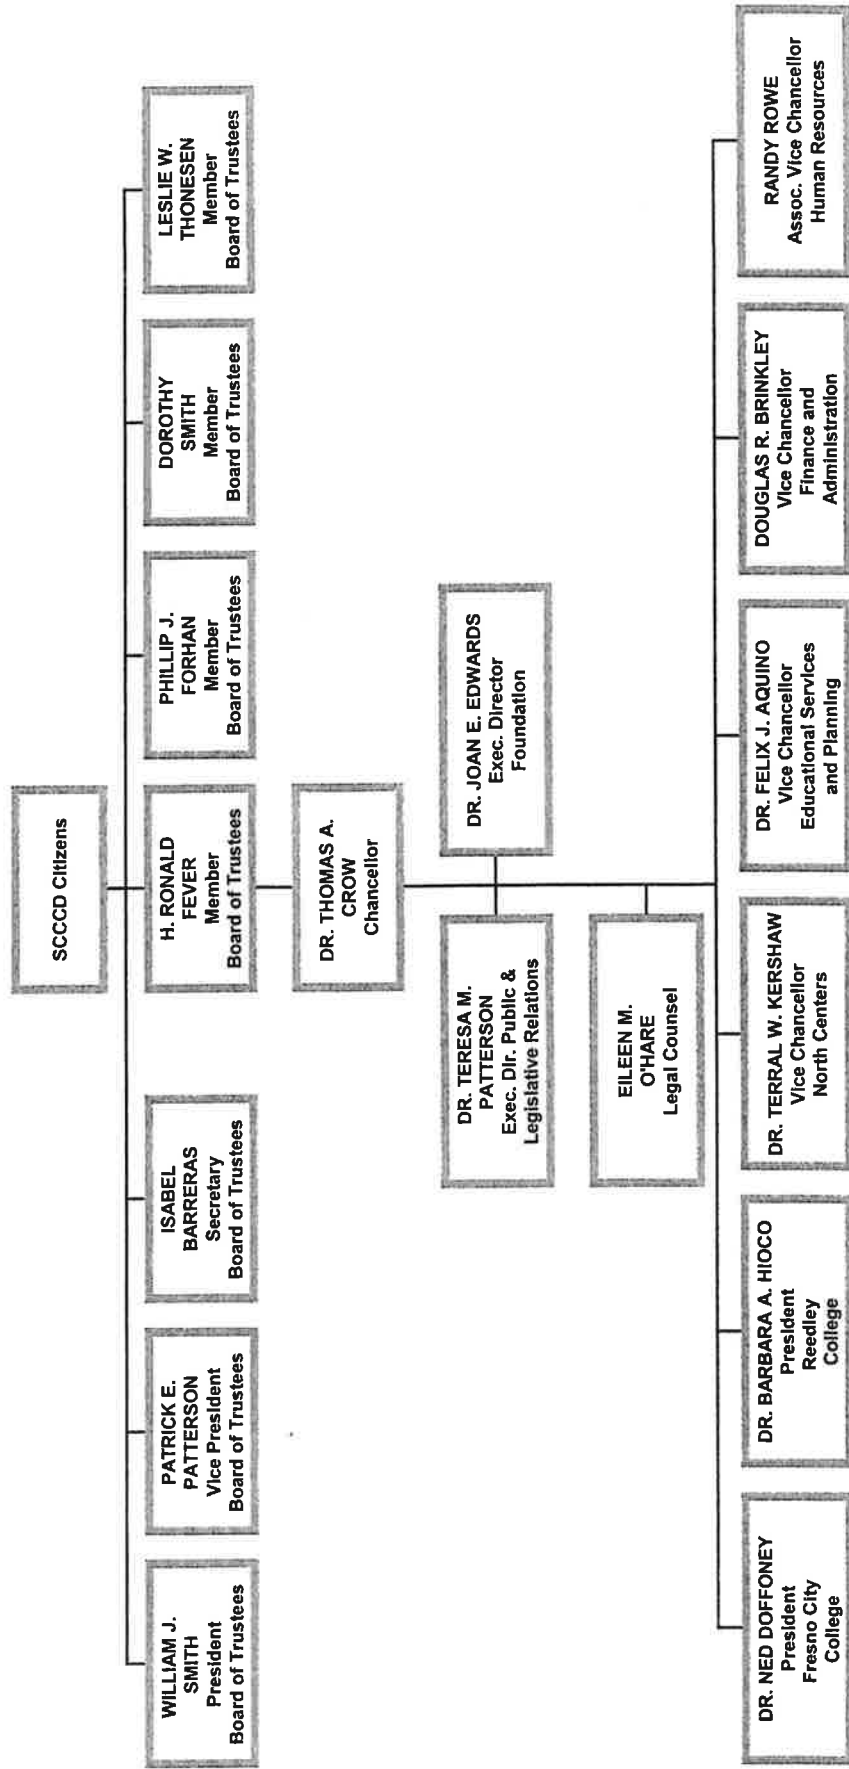 SCCCD Citizens
WILLIAM J.
SMITH
President
Board of Trustees
PATRICK E.
PATTERSON
Vice President
Board of Trustees
ISABEL
BARRERAS
Secretary
Board of Trustees
H. RONALD
FEVER
Member
Board of Trustees
PHILLIP J.
FORHAN
Member
Board of Trustees
DOROTHY
SMITH
Member
Board of Trustees
LESLIE W.
THONESEN
Member
Board of Trustees
DR. THOMAS A.
CROW
Chancellor
DR. TERESA M.
PATTERSON
Exec. Dir. Public &
Legislative Relations
DR. JOAN E. EDWARDS
Exec. Director
Foundation
EILEEN M.
O'HARE
Legal Counsel
DR. NED DOFFONEY
President
Fresno City
College
DR. BARBARA A. HIOCO
President
Reedley
College
DR. TERRAL W. KERSHAW
Vice Chancellor
North Centers
DR. FELIX J. AQUINO
Vice Chancellor
Educational Services
and Planning
DOUGLAS R. BRINKLEY
Vice Chancellor
Finance and
Administration
RANDY ROWE
Assoc. Vice Chancellor
Human Resources